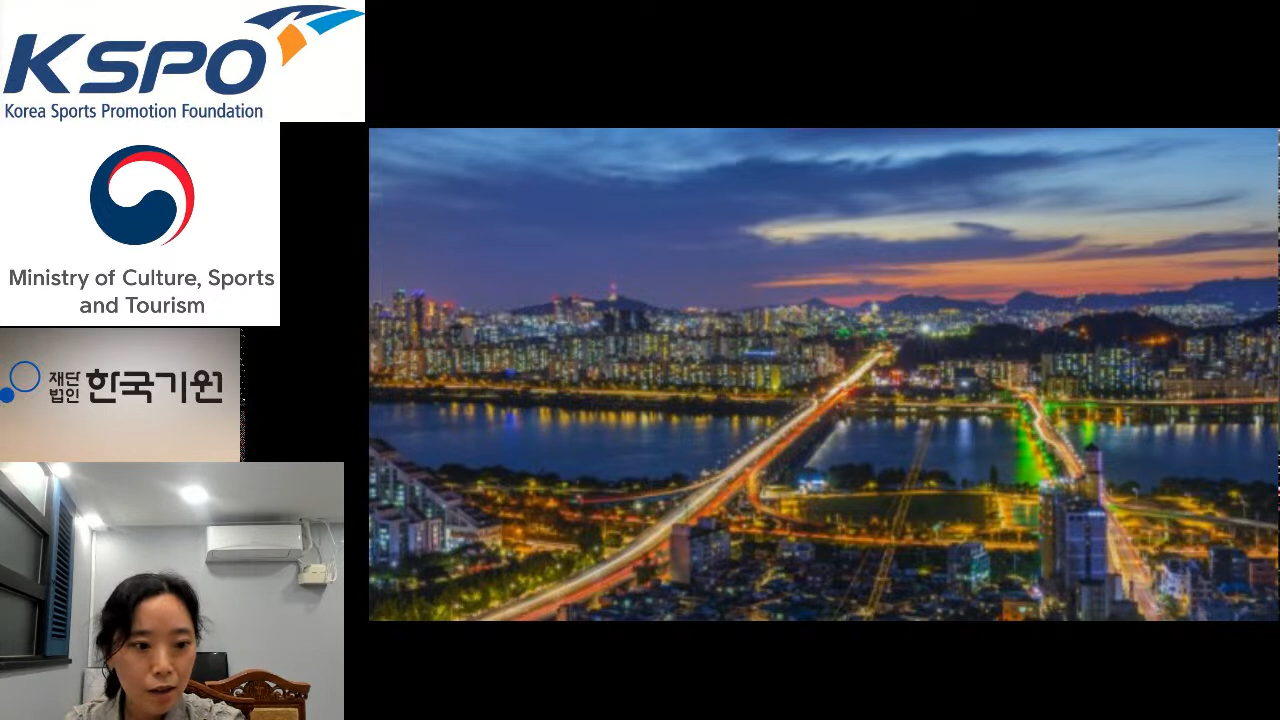 KSPO
Korea Sports Promotion Foundation
Ministry of Culture, Sports
and Tourism
재단
법인
한국기원